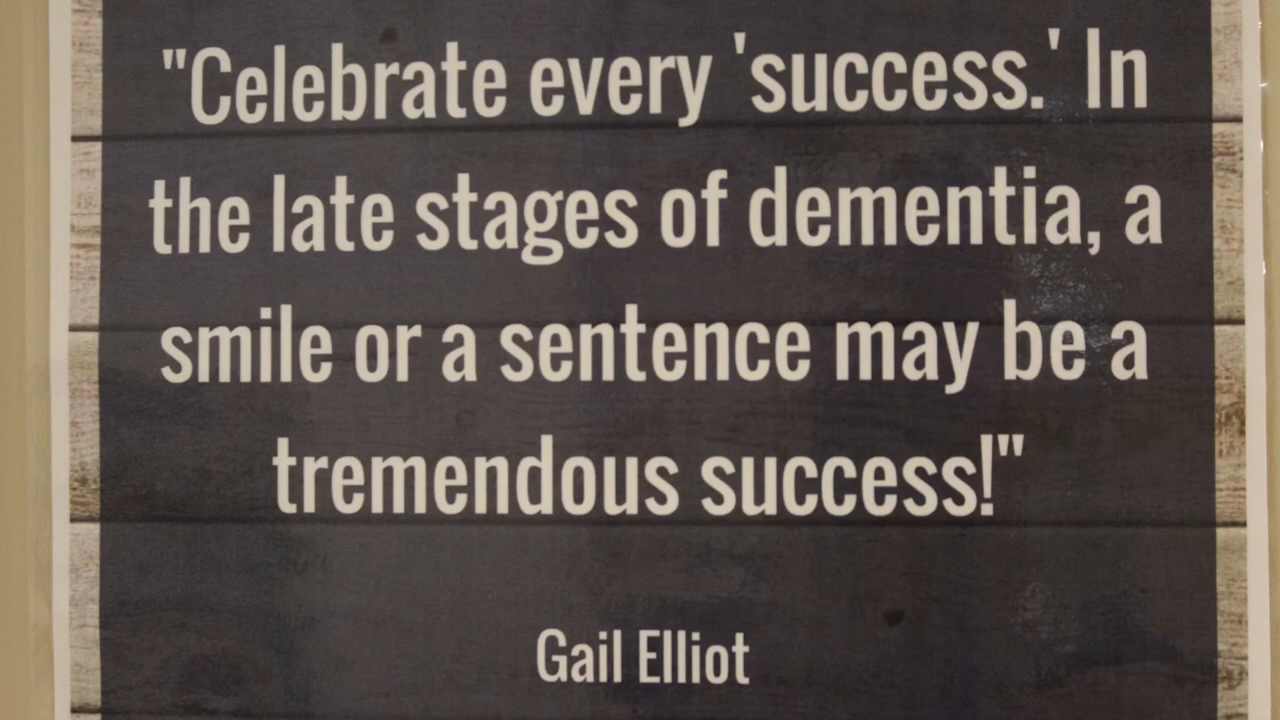 "Celebrate every 'success.' In
the late stages of dementia, a
smile or a sentence may be a
tremendous success!"
Gail Elliot